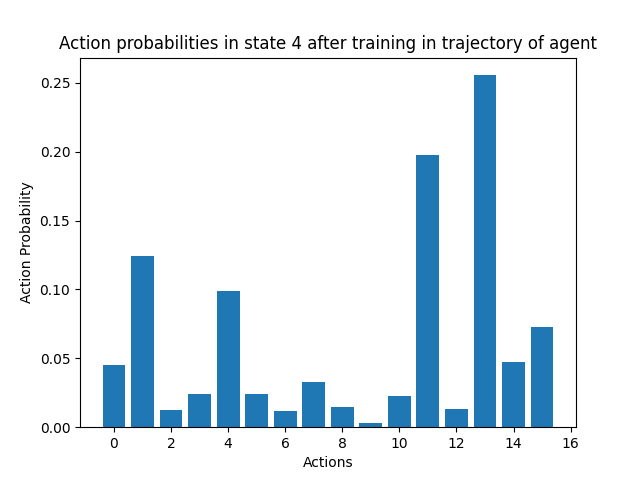 Action probabilities in state 4 after training in trajectory of agent
0.25
0.20
0.15
0.10
0.05
0.00
Action Probability
0 2 4 6 8 10 12 14 16
Actions